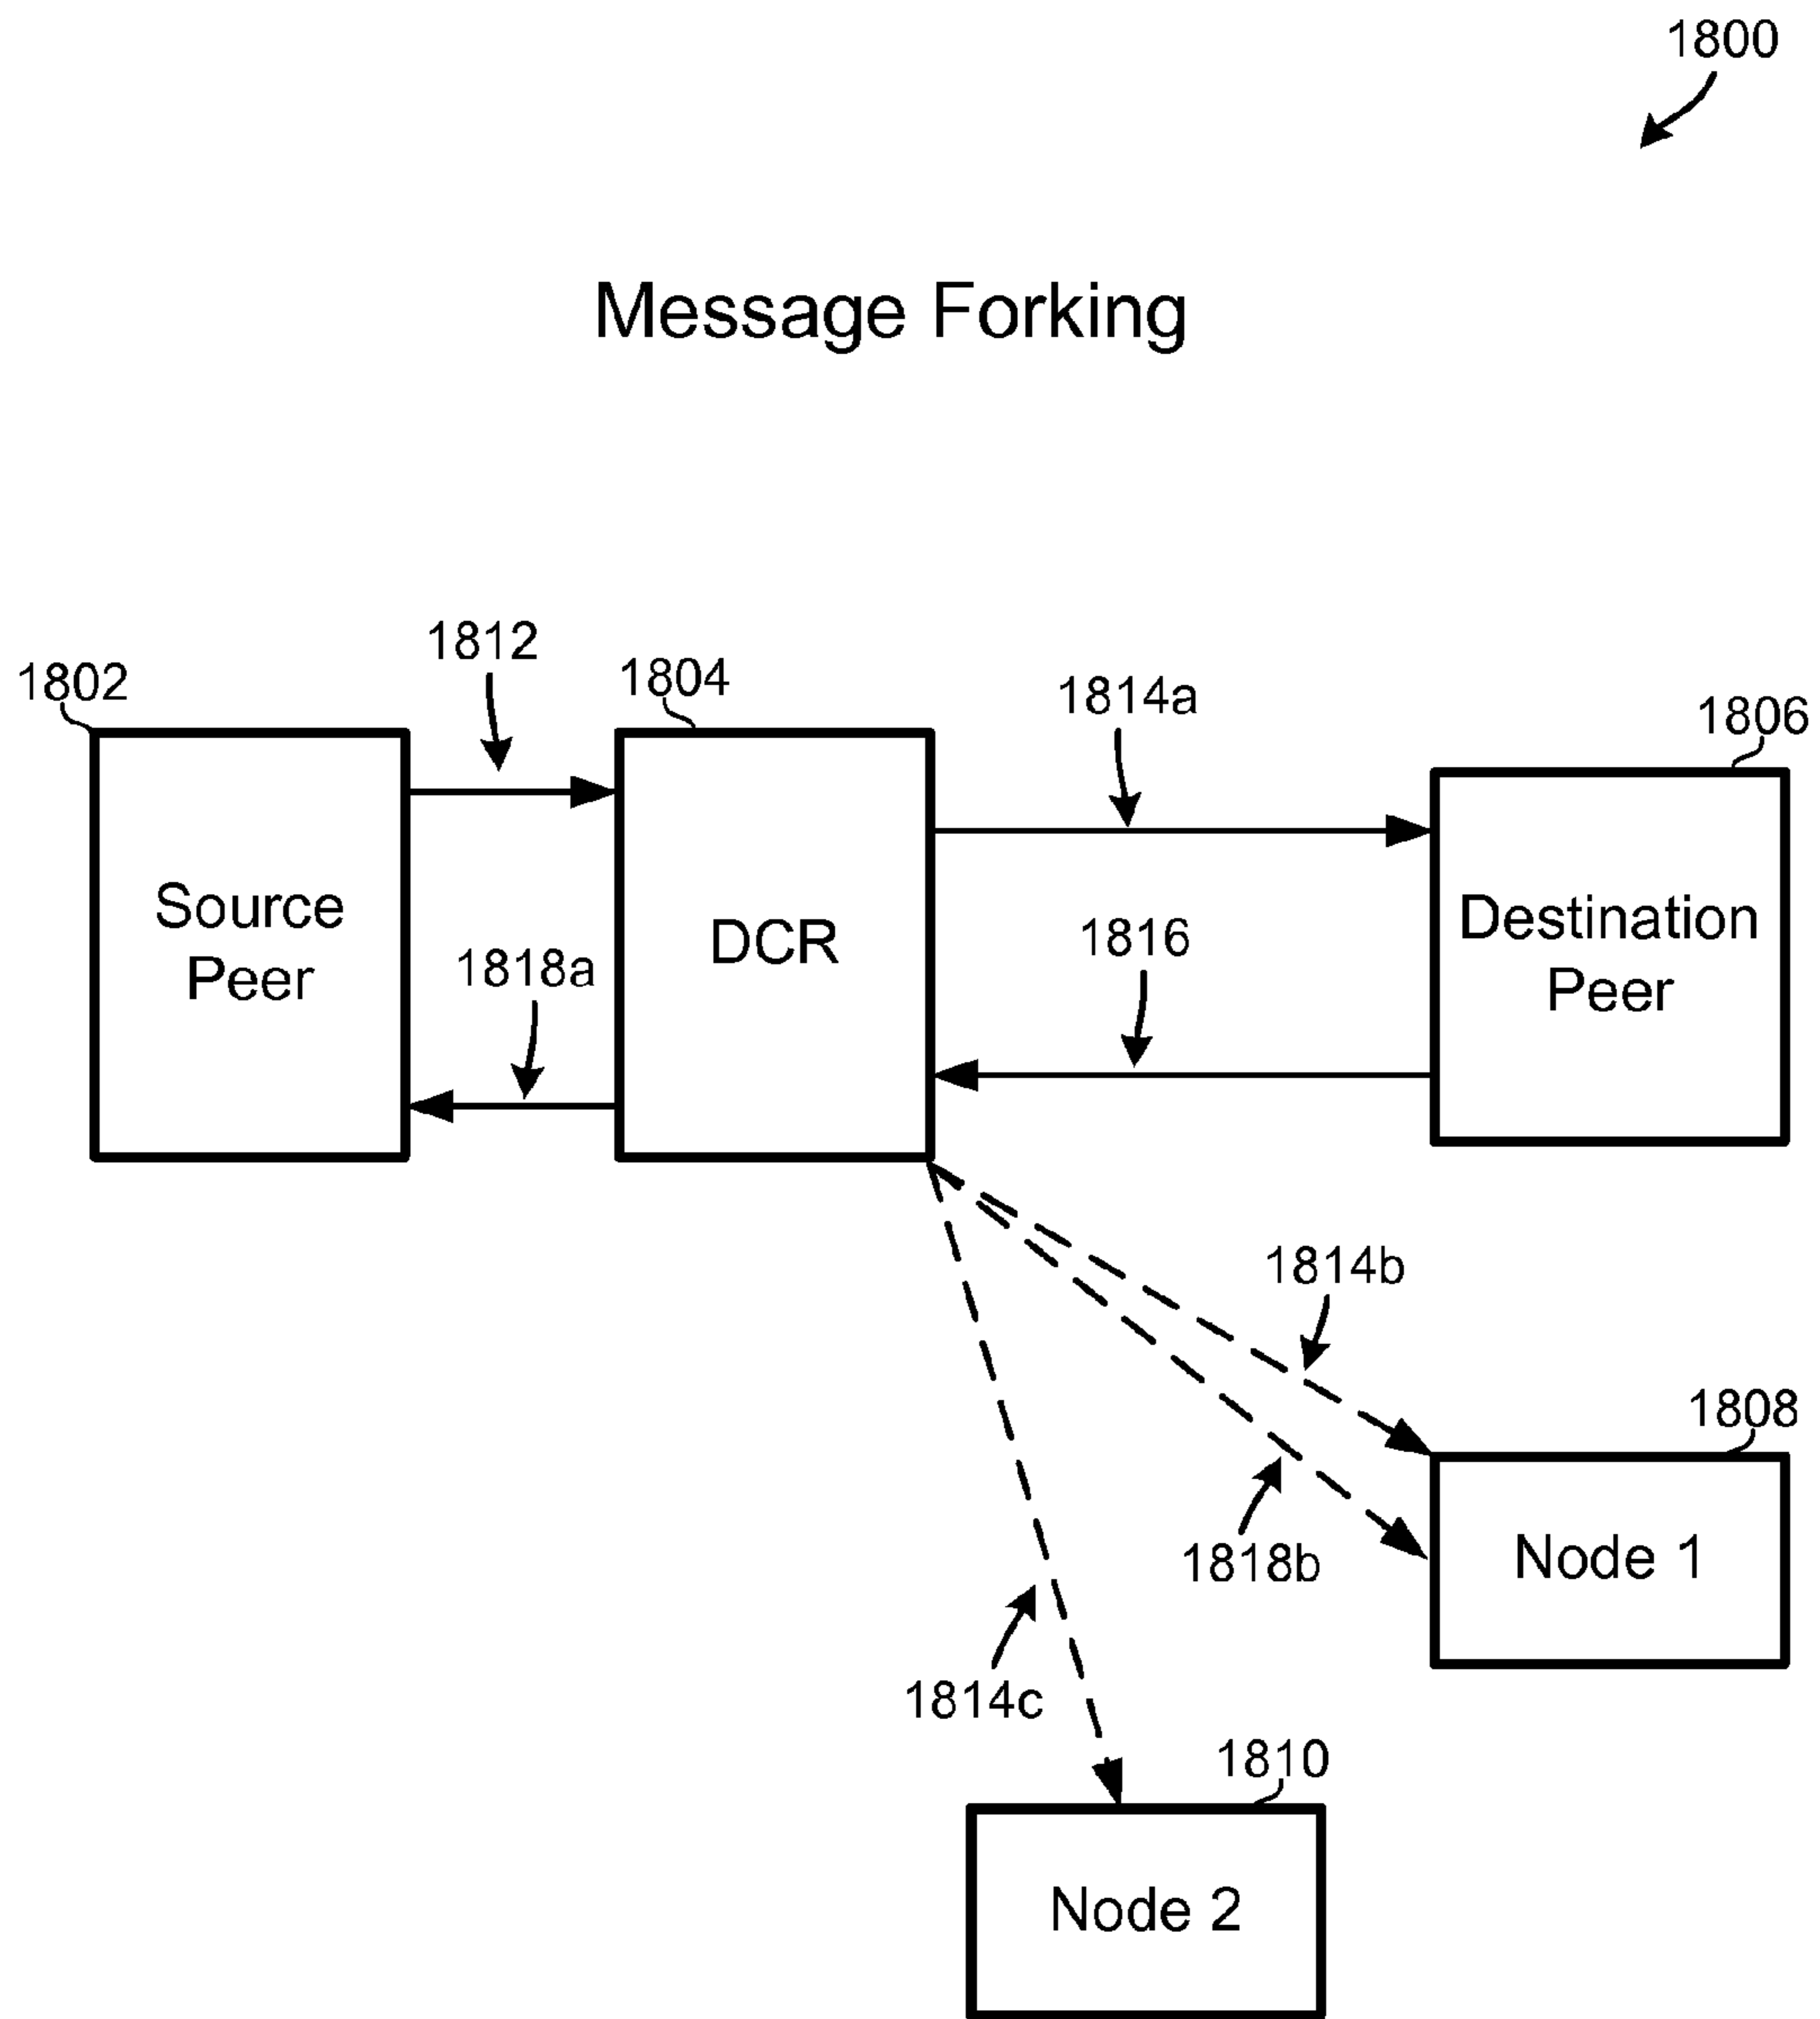 1800
Message Forking
1812
1802
1804
1814a
1806
Source
Peer
DCR
Destination
Peer
1818a
1816
1814b
1808
1818b
Node 1
1814c
1810
Node 2